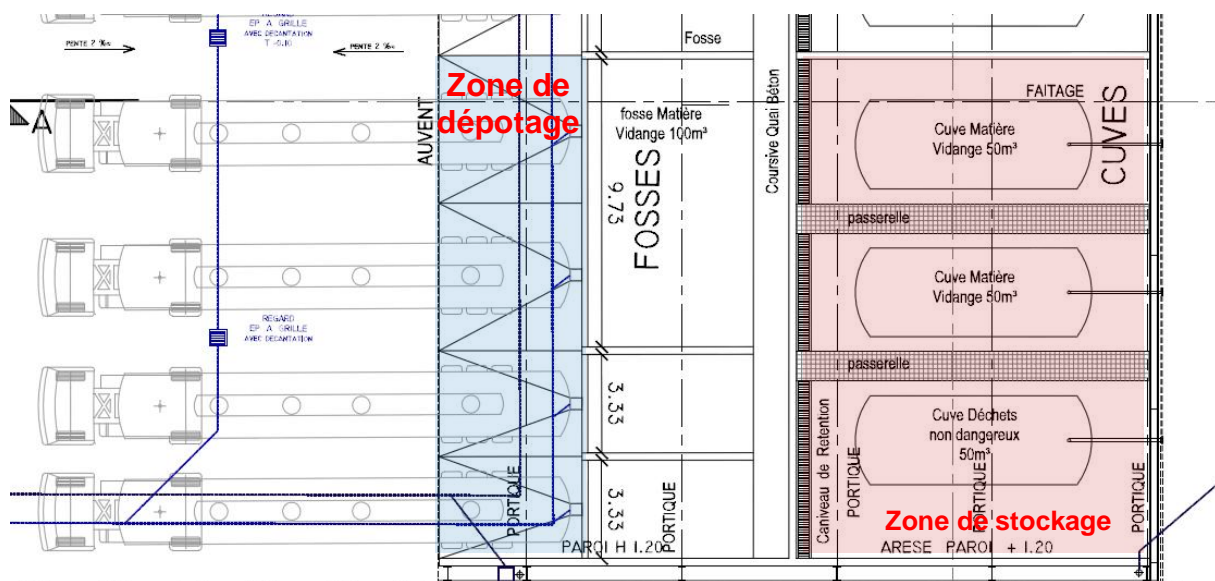 EP A GRILLE
AVEC DECANTATION
T -0.10
PENTE 2 %
PENTE 2 %
Fosse
Zone de
dépotage
fosse Matière
Vidange 100m³
FAITAGE
Cuve Matière
Vidange 50m³
CUVES
A
AUVENT
FOSSES
9.73
Coursive Quai Béton
passerelle
Cuve Matière
Vidange 50m³
REGARD
EP A GRILLE
AVEC DECANTATION
passerelle
3.33
Cuve Déchets
non dangereux
50m³
Caniveau de Retention
PORTIQUE
PORTIQUE
PORTIQUE
PORTIQUE
PORTIQUE
3.33
Zone de stockage
PAROI H 1.20
ARESE PAROI + 1.20